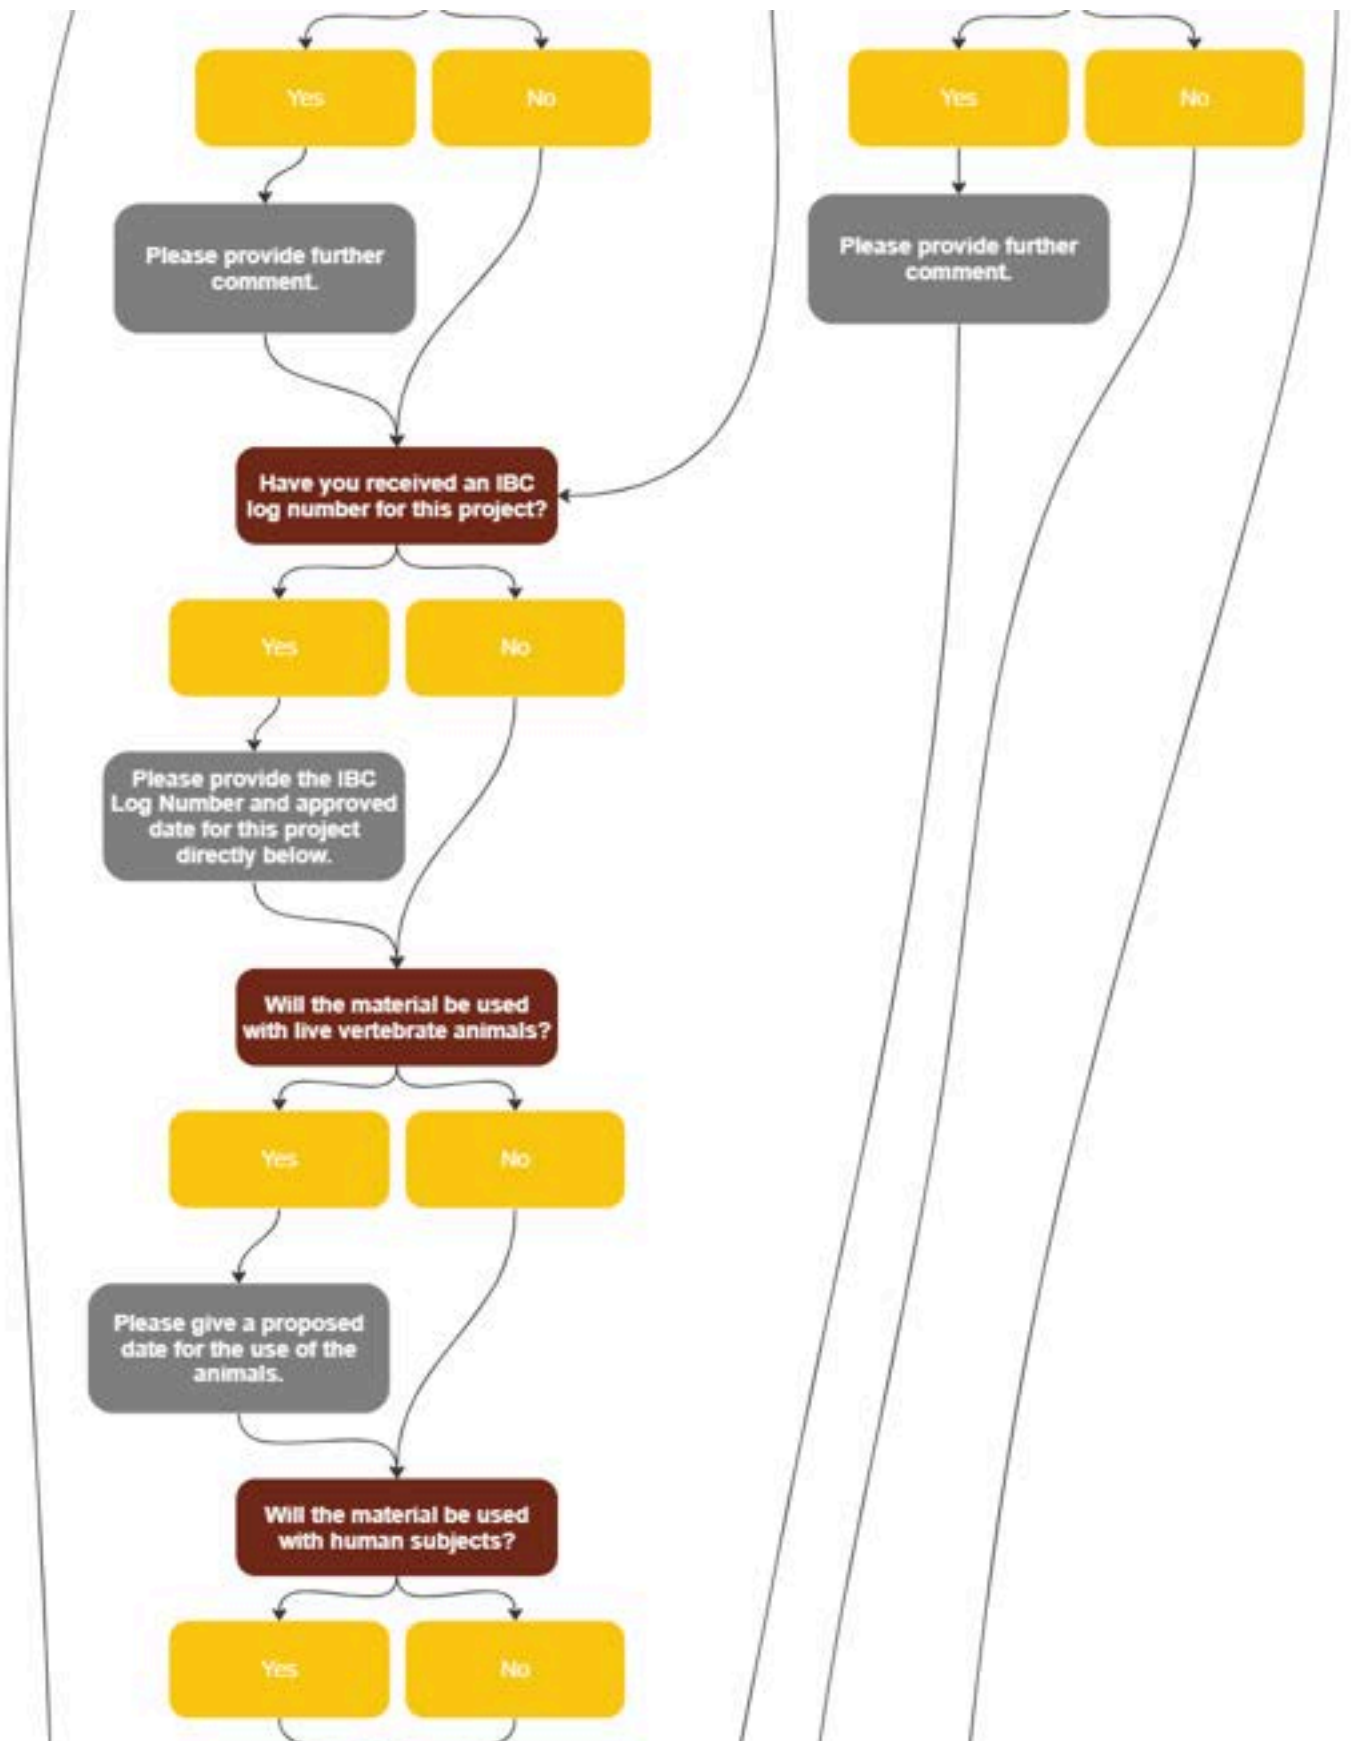 Yes
No
Yes
No
Please provide further
comment.
Please provide further
comment.
Have you received an IBC
log number for this project?
Yes
No
Please provide the IBC
Log Number and approved
date for this project
directly below.
Will the material be used
with live vertebrate animals?
Yes
No
Please give a proposed
date for the use of the
animals.
Will the material be used
with human subjects?
Yes
No